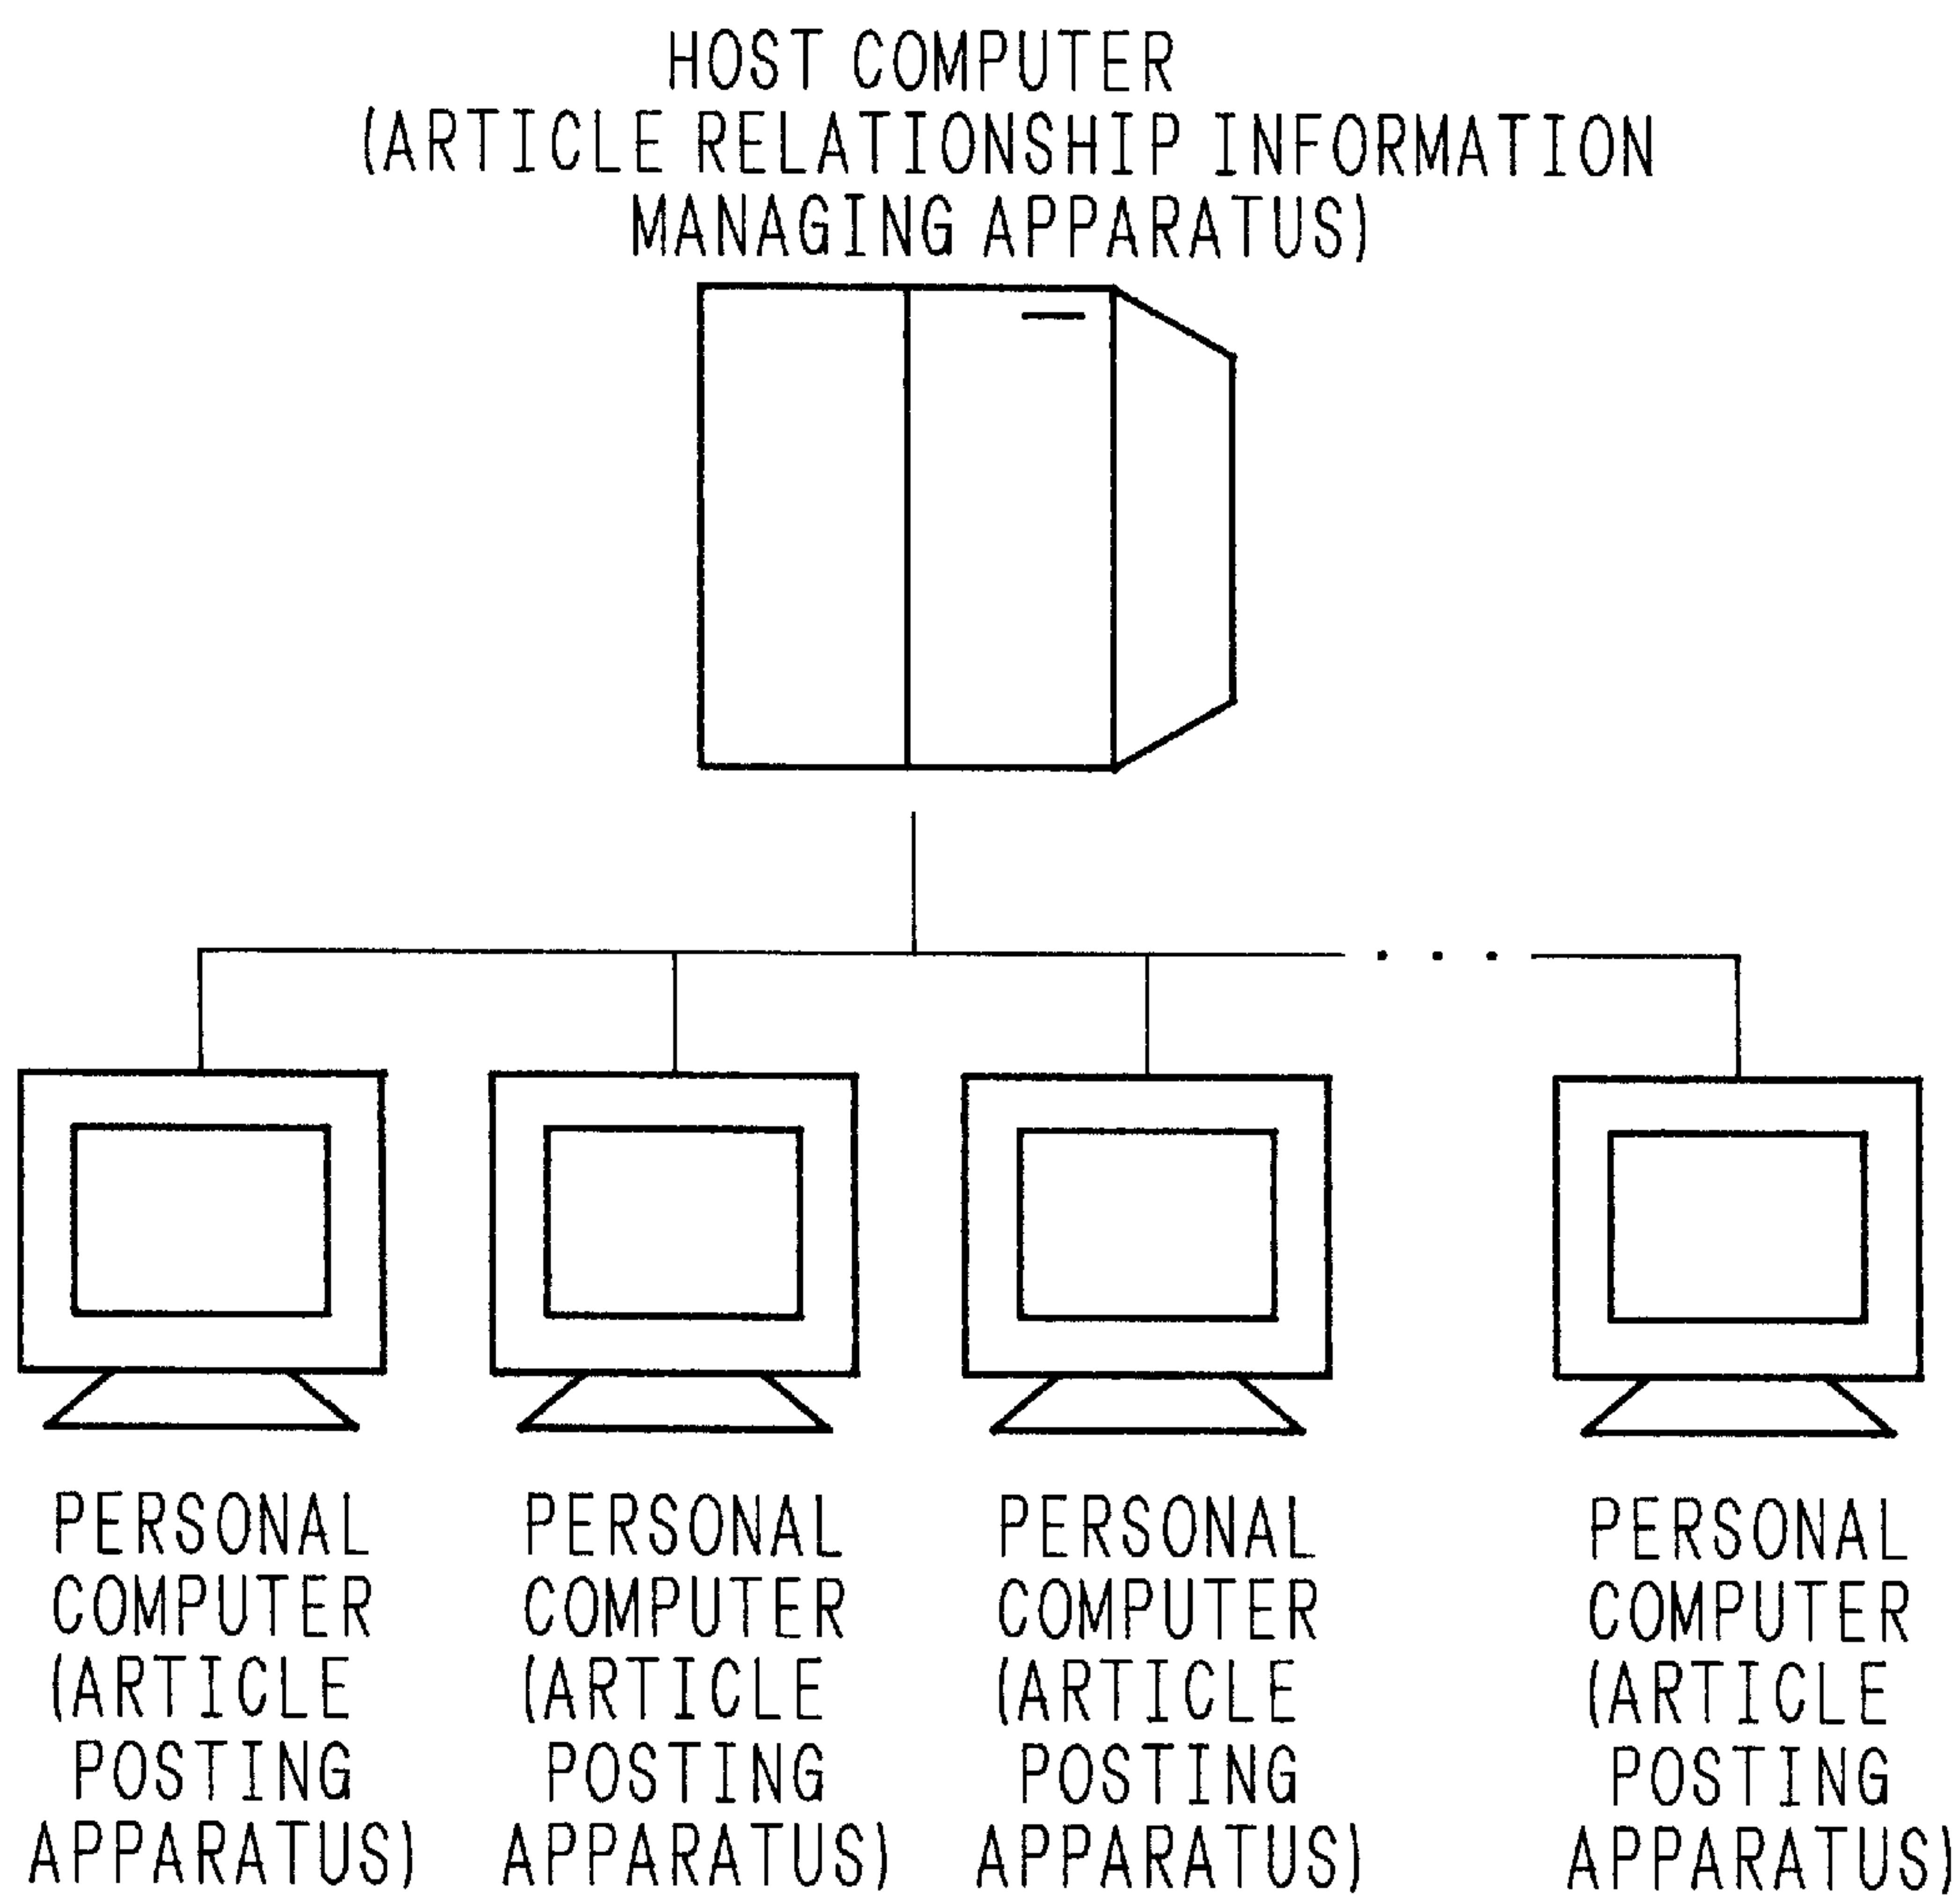 HOST COMPUTER
(ARTICLE RELATIONSHIP INFORMATION
MANAGING APPARATUS)
PERSONAL
COMPUTER
(ARTICLE
POSTING
APPARATUS)
PERSONAL
COMPUTER
(ARTICLE
POSTING
APPARATUS)
PERSONAL
COMPUTER
(ARTICLE
POSTING
APPARATUS)
PERSONAL
COMPUTER
(ARTICLE
POSTING
APPARATUS)